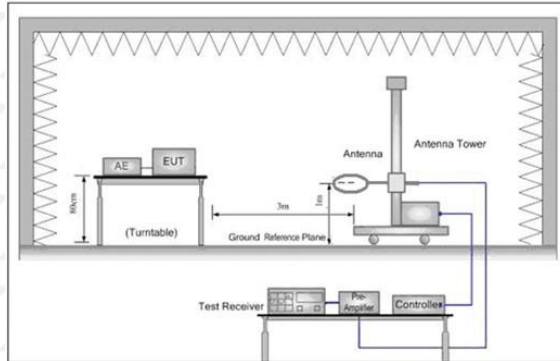 AE
EUT
80cm
(Turntable)
3m
1m
Antenna
Antenna Tower
Ground Reference Plane
Test Receiver
Pre-
Amplifier
Controller